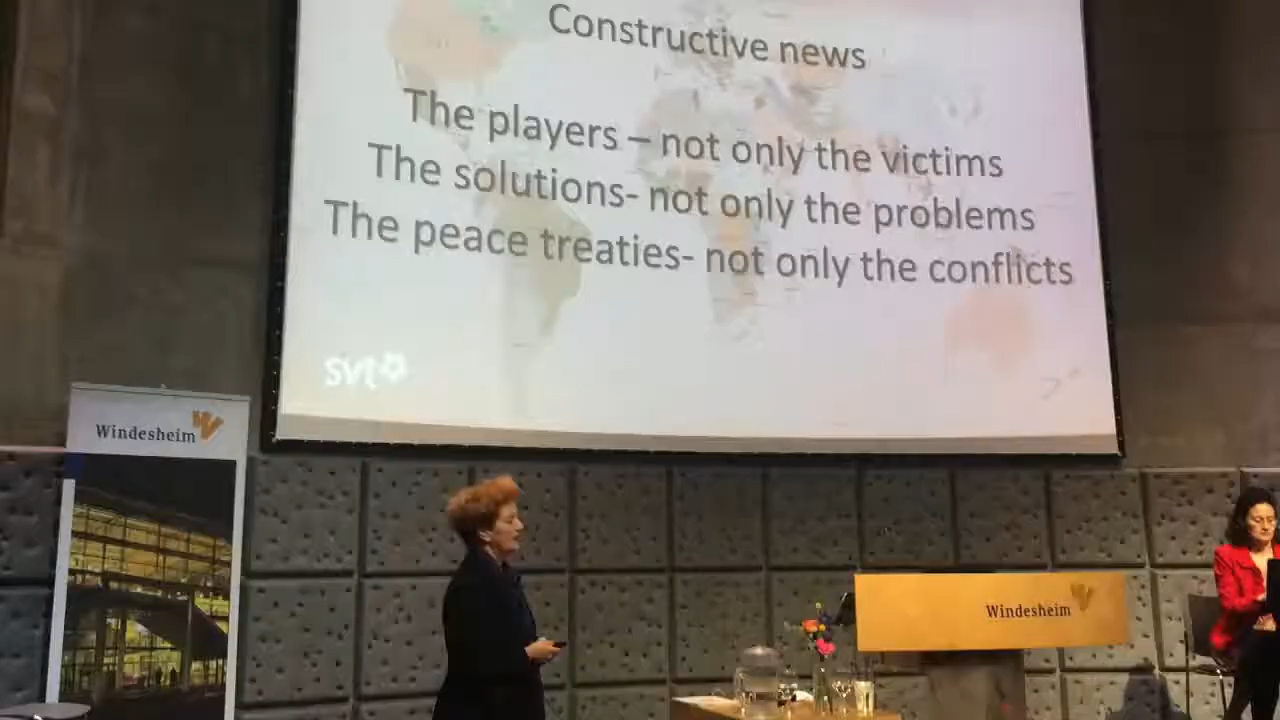 Constructive news
The players – not only the victims
The solutions- not only the problems
The peace treaties- not only the conflicts
svt
Windesheim
Windesheim